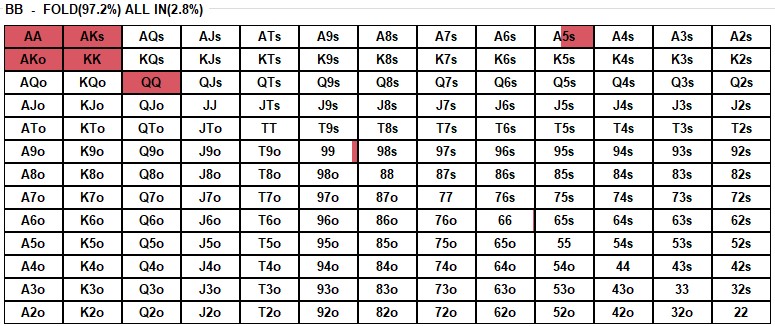 BB - FOLD(97.2%) ALL IN(2.8%)
AA AKs AQs AJs ATs A9s A8s A7s A6s A5s A4s A3s A2s
AKo KK KQs KJs KTs K9s K8s K7s K6s K5s K4s K3s K2s
AQo KQo QQ QJs QTs Q9s Q8s Q7s Q6s Q5s Q4s Q3s Q2s
AJo KJo QJo JJ JTs J9s J8s J7s J6s J5s J4s J3s J2s
ATo KTo QTo JTo TT T9s T8s T7s T6s T5s T4s T3s T2s
A9o K9o Q9o J9o T9o 99 98s 97s 96s 95s 94s 93s 92s
A8o K8o Q8o J8o T8o 98o 88 87s 86s 85s 84s 83s 82s
A7o K7o Q7o J7o T7o 97o 87o 77 76s 75s 74s 73s 72s
A6o K6o Q6o J6o T6o 96o 86o 76o 66 65s 64s 63s 62s
A5o K5o Q5o J5o T5o 95o 85o 75o 65o 55 54s 53s 52s
A4o K4o Q4o J4o T4o 94o 84o 74o 64o 54o 44 43s 42s
A3o K3o Q3o J3o T3o 93o 83o 73o 63o 53o 43o 33 32s
A2o K2o Q2o J2o T2o 92o 82o 72o 62o 52o 42o 32o 22